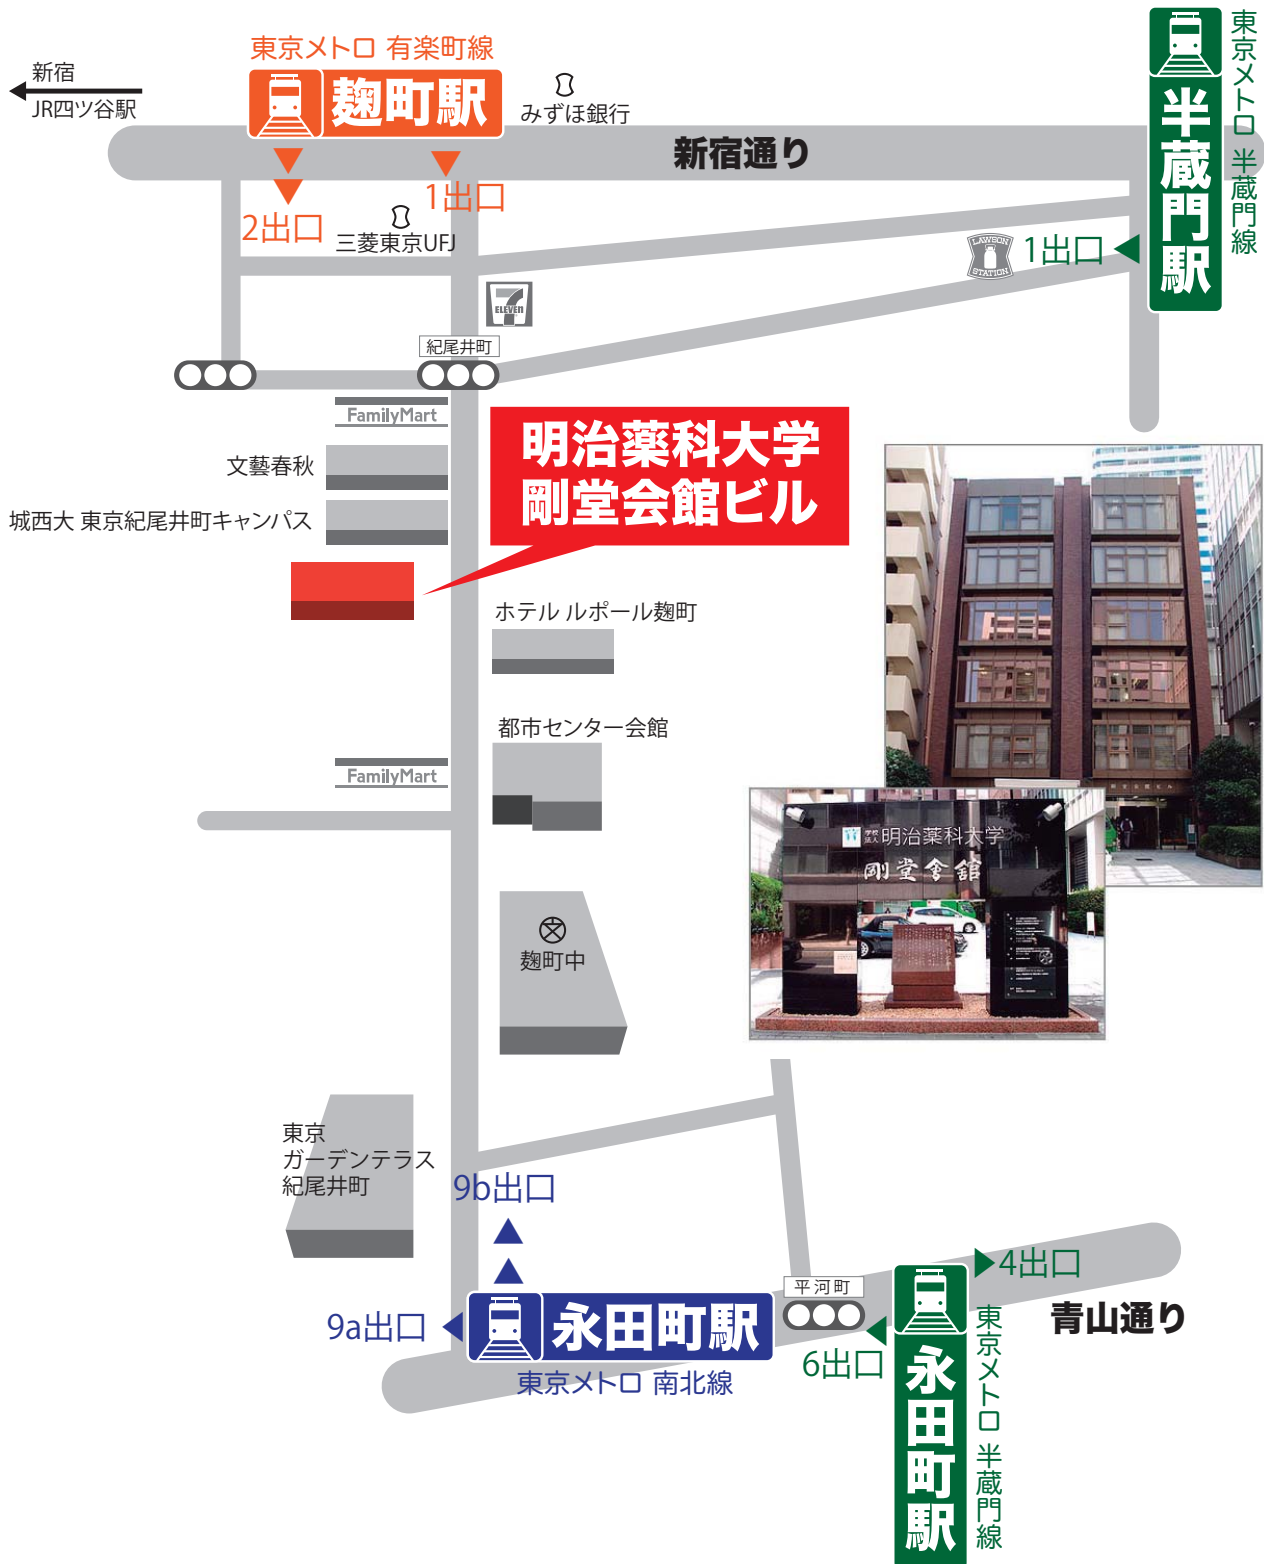 新宿
JR四ツ谷駅
東京メトロ 有楽町線
麹町駅
みずほ銀行
新宿通り
東京メトロ 半蔵門線
半蔵門駅
2出口
1出口
三菱東京UFJ
LAWSON
STATION
1出口
7
ELEVEn
紀尾井町
FamilyMart
文藝春秋
城西大 東京紀尾井町キャンパス
明治薬科大学
剛堂会館ビル
ホテル ルポール麹町
都市センター会館
FamilyMart
文
麹町中
学校
法人
明治薬科大学
剛堂會館
東京
ガーデンテラス
紀尾井町
9b出口
9a出口
永田町駅
東京メトロ 南北線
平河町
4出口
6出口
青山通り
永田町駅
東京メトロ 半蔵門線